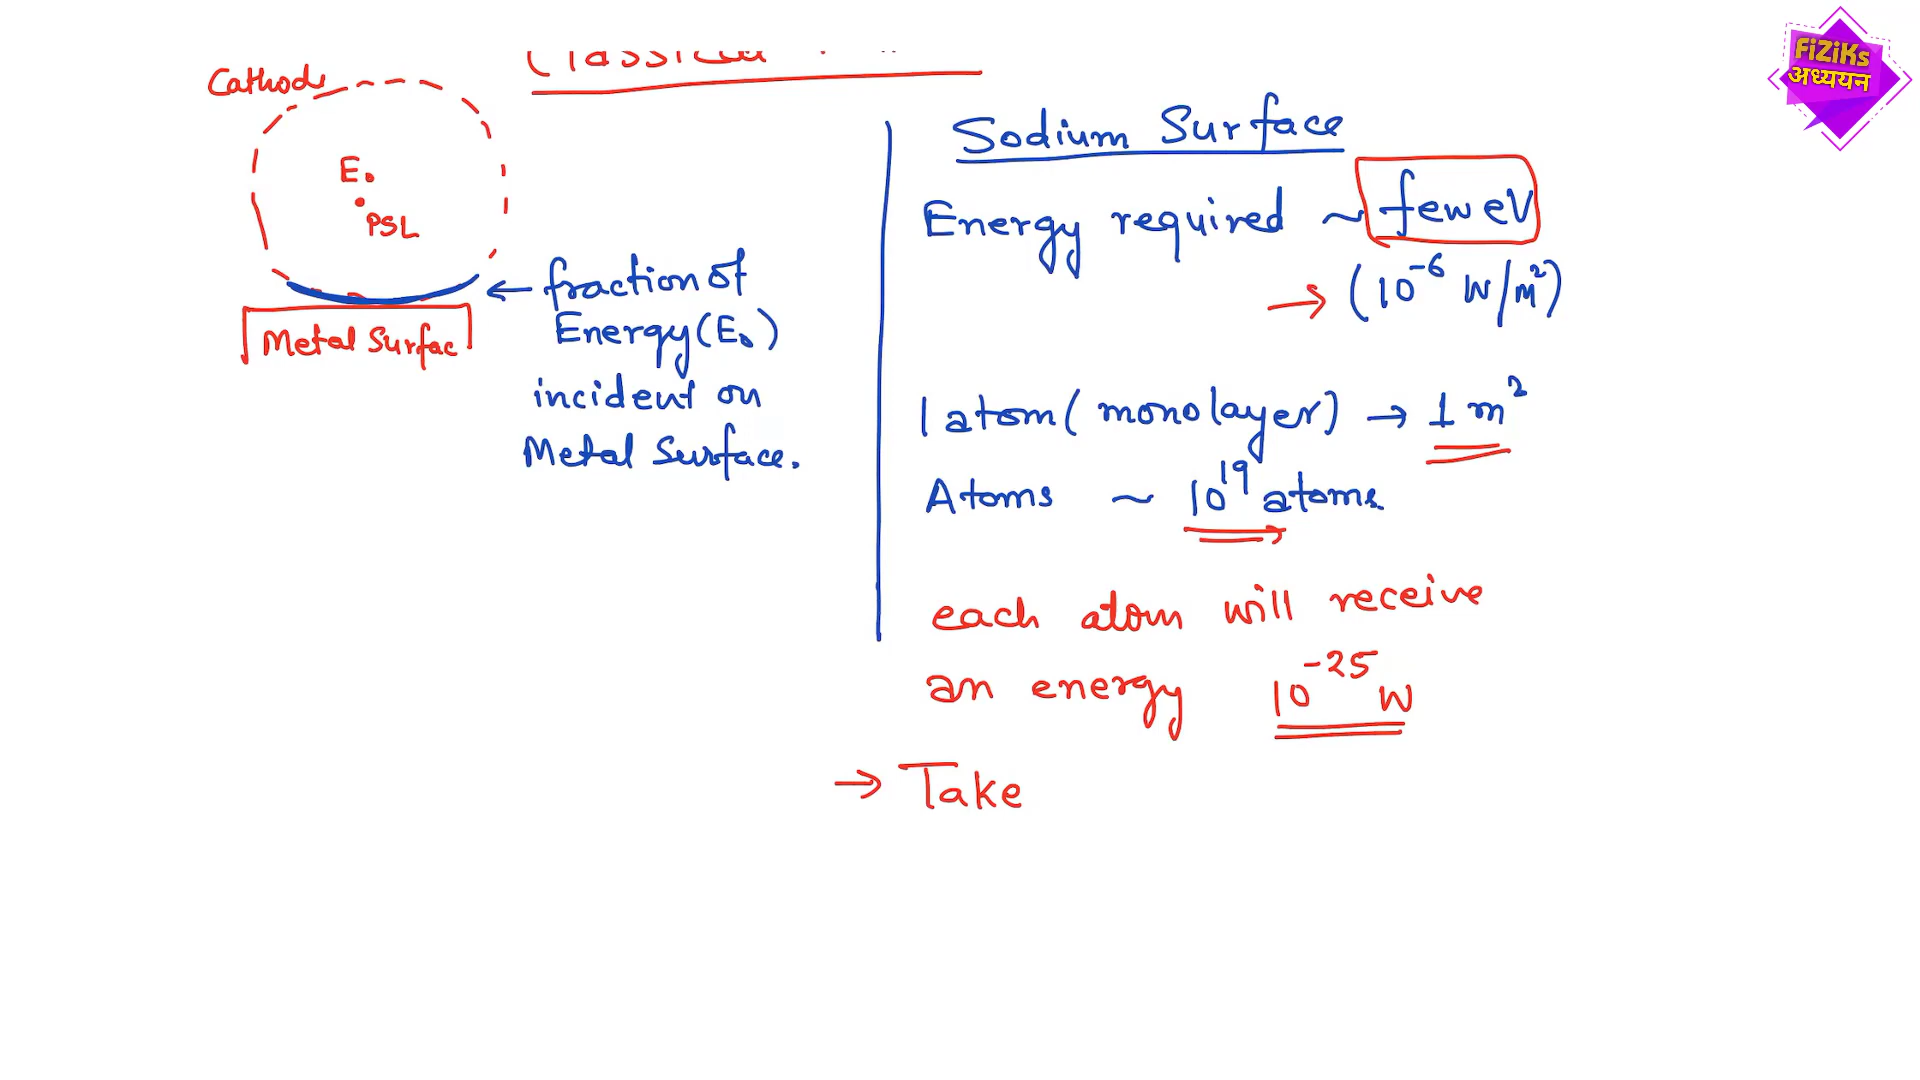 Cathode
E₀
PSL
Metal Surfac
← fraction of
Energy (E₀)
incident on
Metal Surface.
Sodium Surface
Energy required ~ few eV
→ (10⁻⁶ W/m²)
1 atom (monolayer) → 1 m²
Atoms ~ 10¹⁹ atoms
each atom will receive
an energy 10⁻²⁵ W
→ Take
FiZiKs
अध्ययन